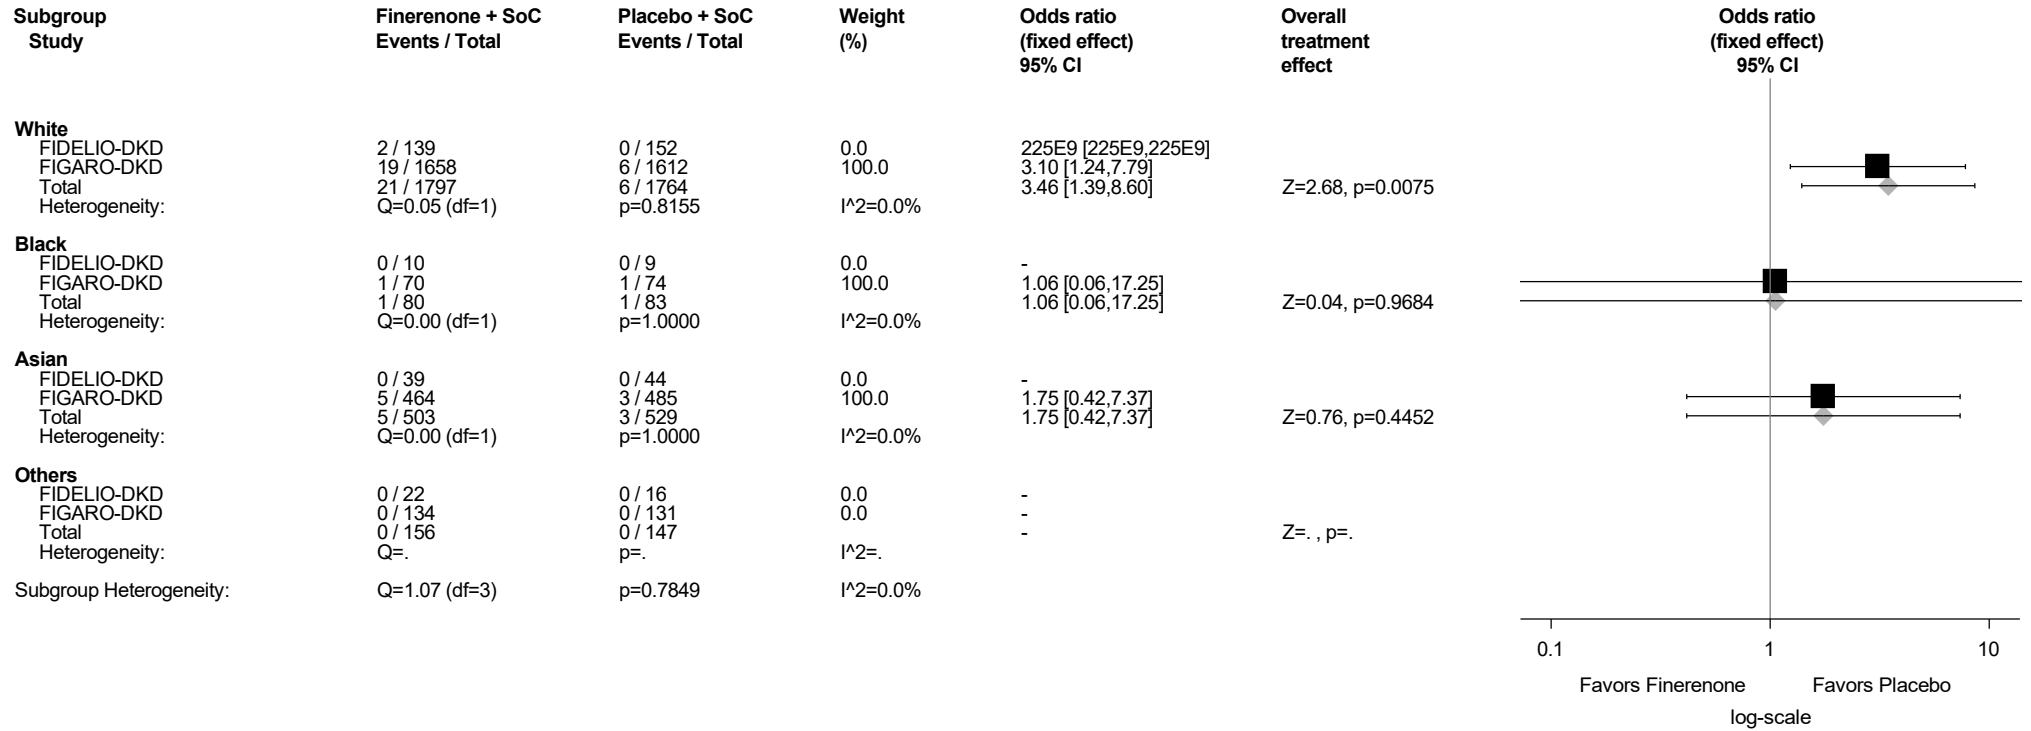 Subgroup Finerenone + SoC Placebo + SoC Weight Odds ratio Overall Odds ratio
Study Events / Total Events / Total (%) (fixed effect) treatment (fixed effect)
95% CI effect 95% CI
White
FIDELIO-DKD 2 / 139 0 / 152 0.0 225E9 [225E9,225E9]
FIGARO-DKD 19 / 1658 6 / 1612 100.0 3.10 [1.24,7.79]
Total 21 / 1797 6 / 1764 3.46 [1.39,8.60] Z=2.68, p=0.0075
Heterogeneity: Q=0.05 (df=1) p=0.8155 I^2=0.0%
Black
FIDELIO-DKD 0 / 10 0 / 9 0.0 -
FIGARO-DKD 1 / 70 1 / 74 100.0 1.06 [0.06,17.25]
Total 1 / 80 1 / 83 1.06 [0.06,17.25] Z=0.04, p=0.9684
Heterogeneity: Q=0.00 (df=1) p=1.0000 I^2=0.0%
Asian
FIDELIO-DKD 0 / 39 0 / 44 0.0 -
FIGARO-DKD 5 / 464 3 / 485 100.0 1.75 [0.42,7.37]
Total 5 / 503 3 / 529 1.75 [0.42,7.37] Z=0.76, p=0.4452
Heterogeneity: Q=0.00 (df=1) p=1.0000 I^2=0.0%
Others
FIDELIO-DKD 0 / 22 0 / 16 0.0 -
FIGARO-DKD 0 / 134 0 / 131 0.0 -
Total 0 / 156 0 / 147 - Z=. , p=.
Heterogeneity: Q=. p=. I^2=.
Subgroup Heterogeneity: Q=1.07 (df=3) p=0.7849 I^2=0.0%
0.1 1 10
Favors Finerenone Favors Placebo
log-scale